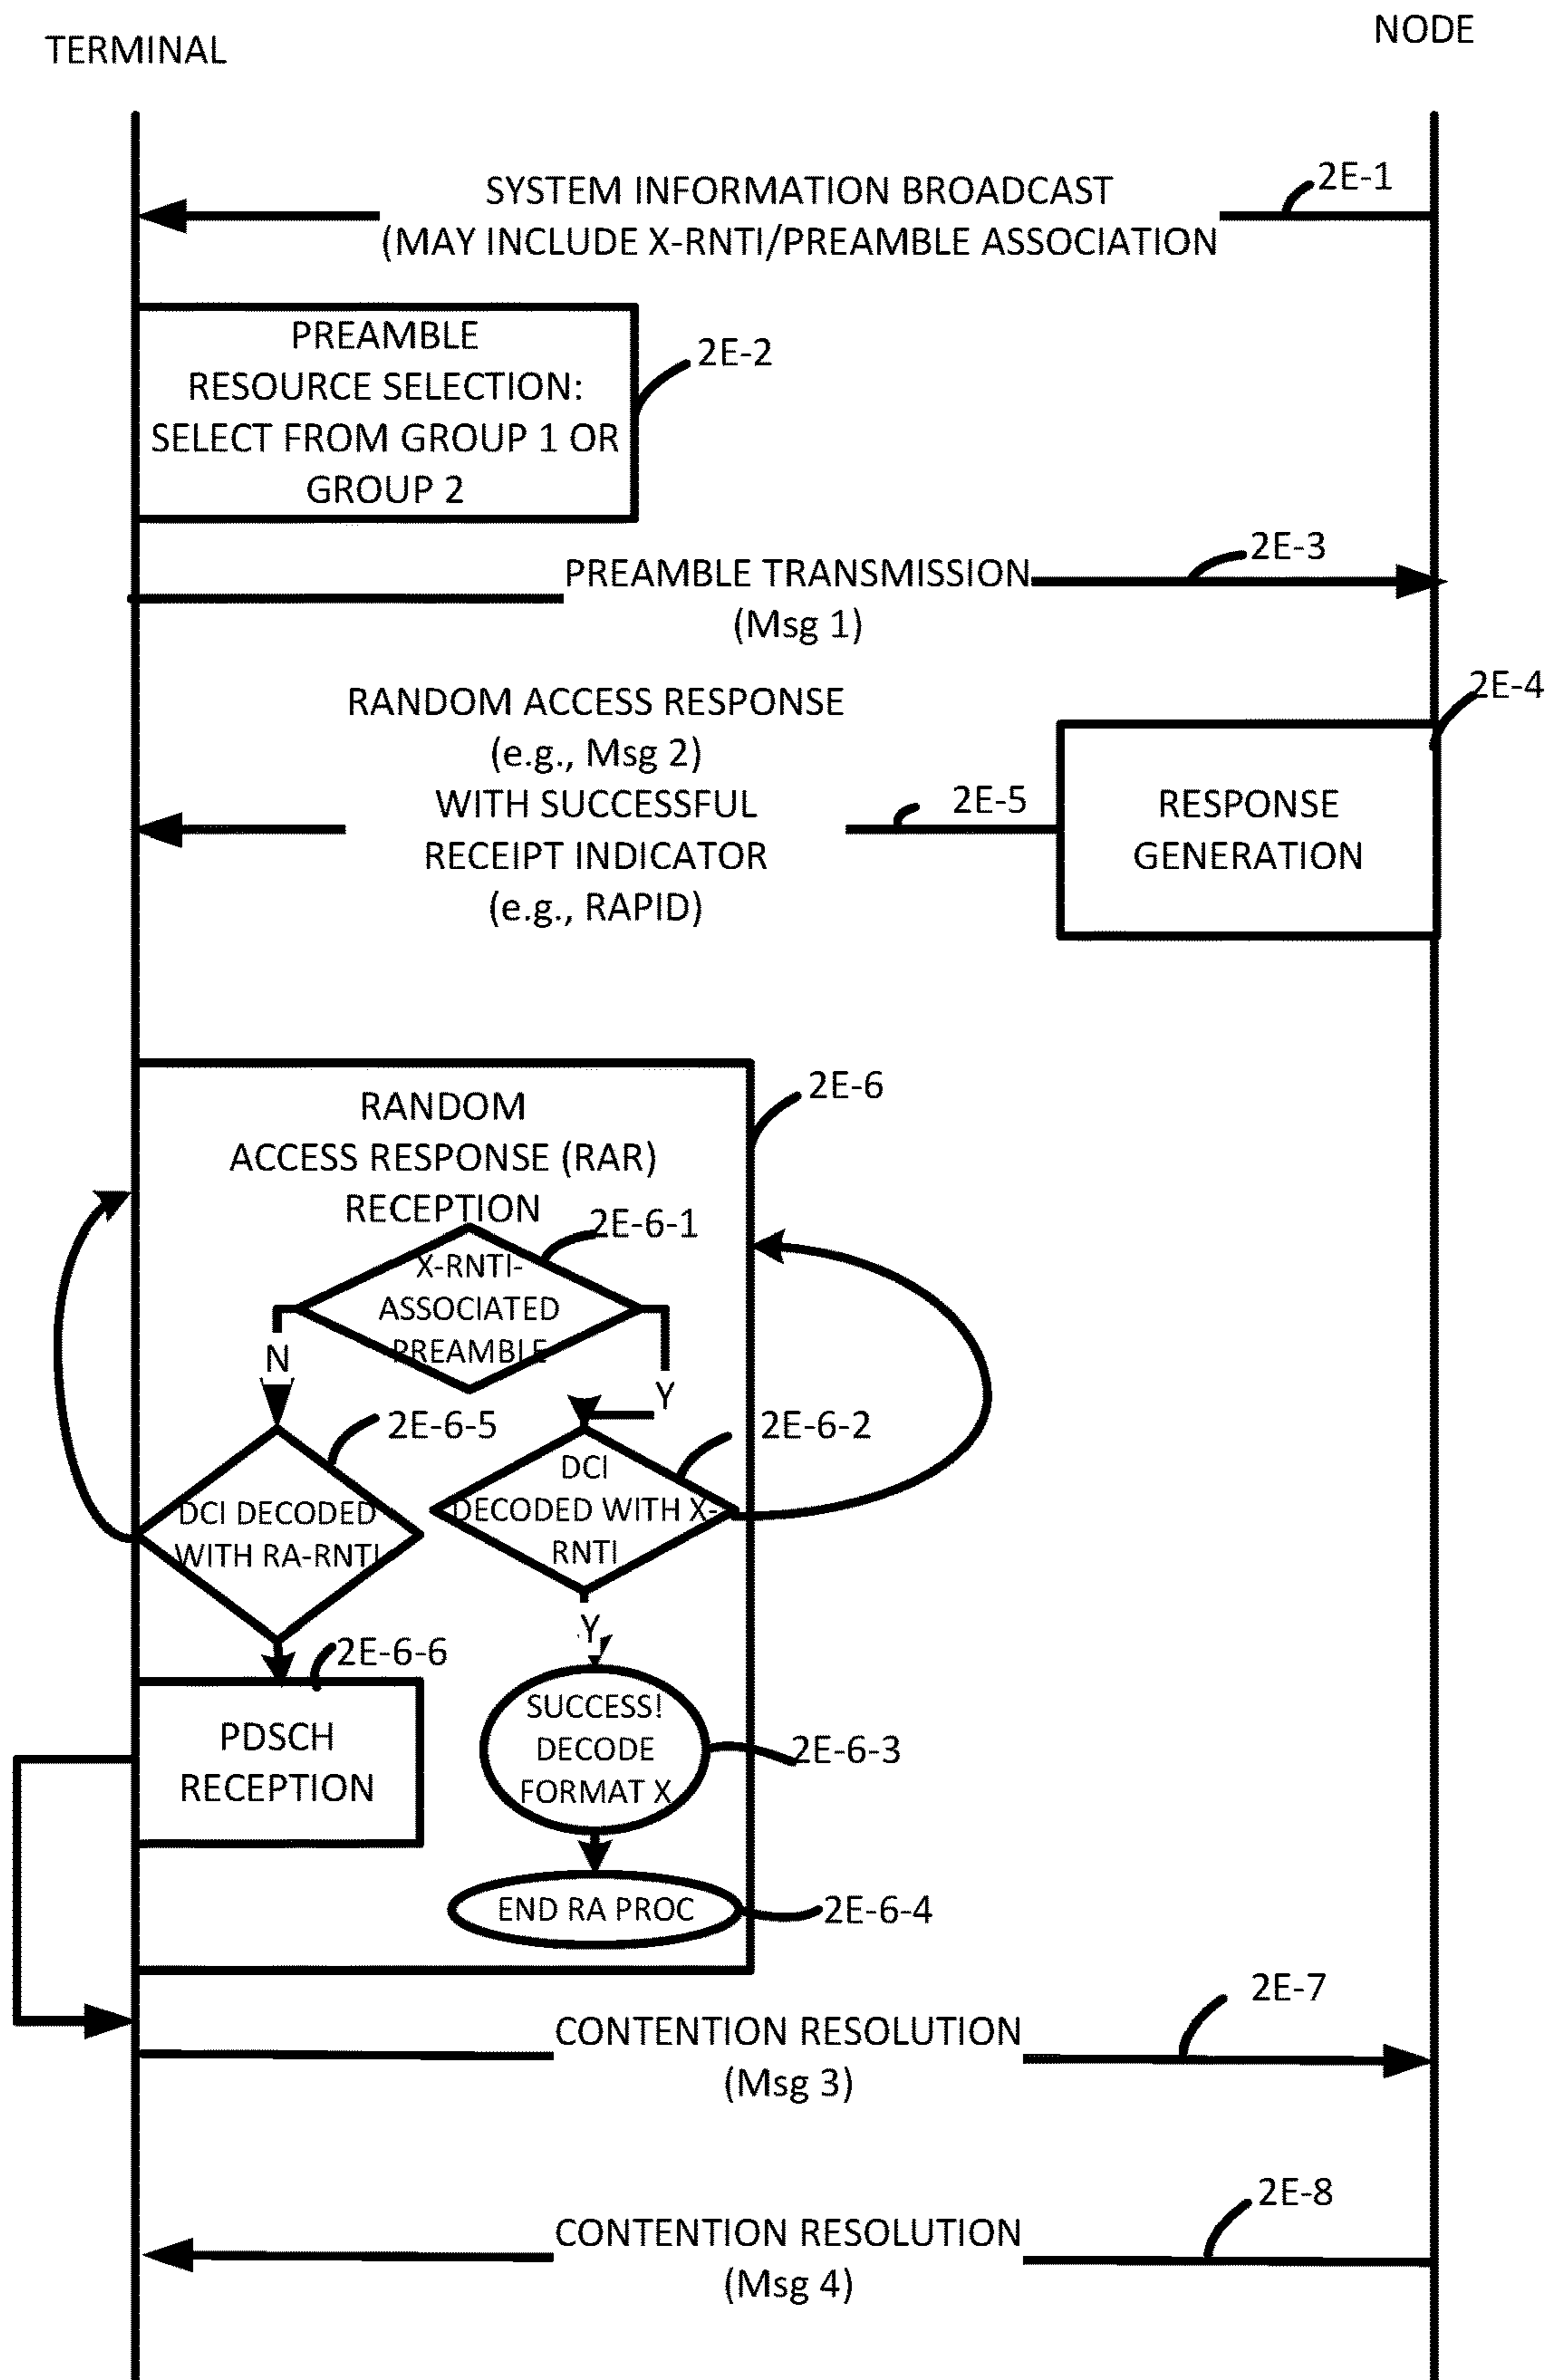 TERMINAL
NODE
SYSTEM INFORMATION BROADCAST
(MAY INCLUDE X-RNTI/PREAMBLE ASSOCIATION
2E-1
PREAMBLE
RESOURCE SELECTION:
SELECT FROM GROUP 1 OR
GROUP 2
2E-2
PREAMBLE TRANSMISSION
(Msg 1)
2E-3
RANDOM ACCESS RESPONSE
(e.g., Msg 2)
WITH SUCCESSFUL
RECEIPT INDICATOR
(e.g., RAPID)
2E-5
2E-4
RESPONSE
GENERATION
RANDOM
ACCESS RESPONSE (RAR)
RECEPTION
2E-6
2E-6-1
X-RNTI-
ASSOCIATED
PREAMBLE
N
Y
2E-6-5
DCI DECODED
WITH RA-RNTI
2E-6-2
DCI
DECODED WITH X-
RNTI
Y
2E-6-6
PDSCH
RECEPTION
SUCCESS!
DECODE
FORMAT X
2E-6-3
END RA PROC
2E-6-4
CONTENTION RESOLUTION
(Msg 3)
2E-7
CONTENTION RESOLUTION
(Msg 4)
2E-8